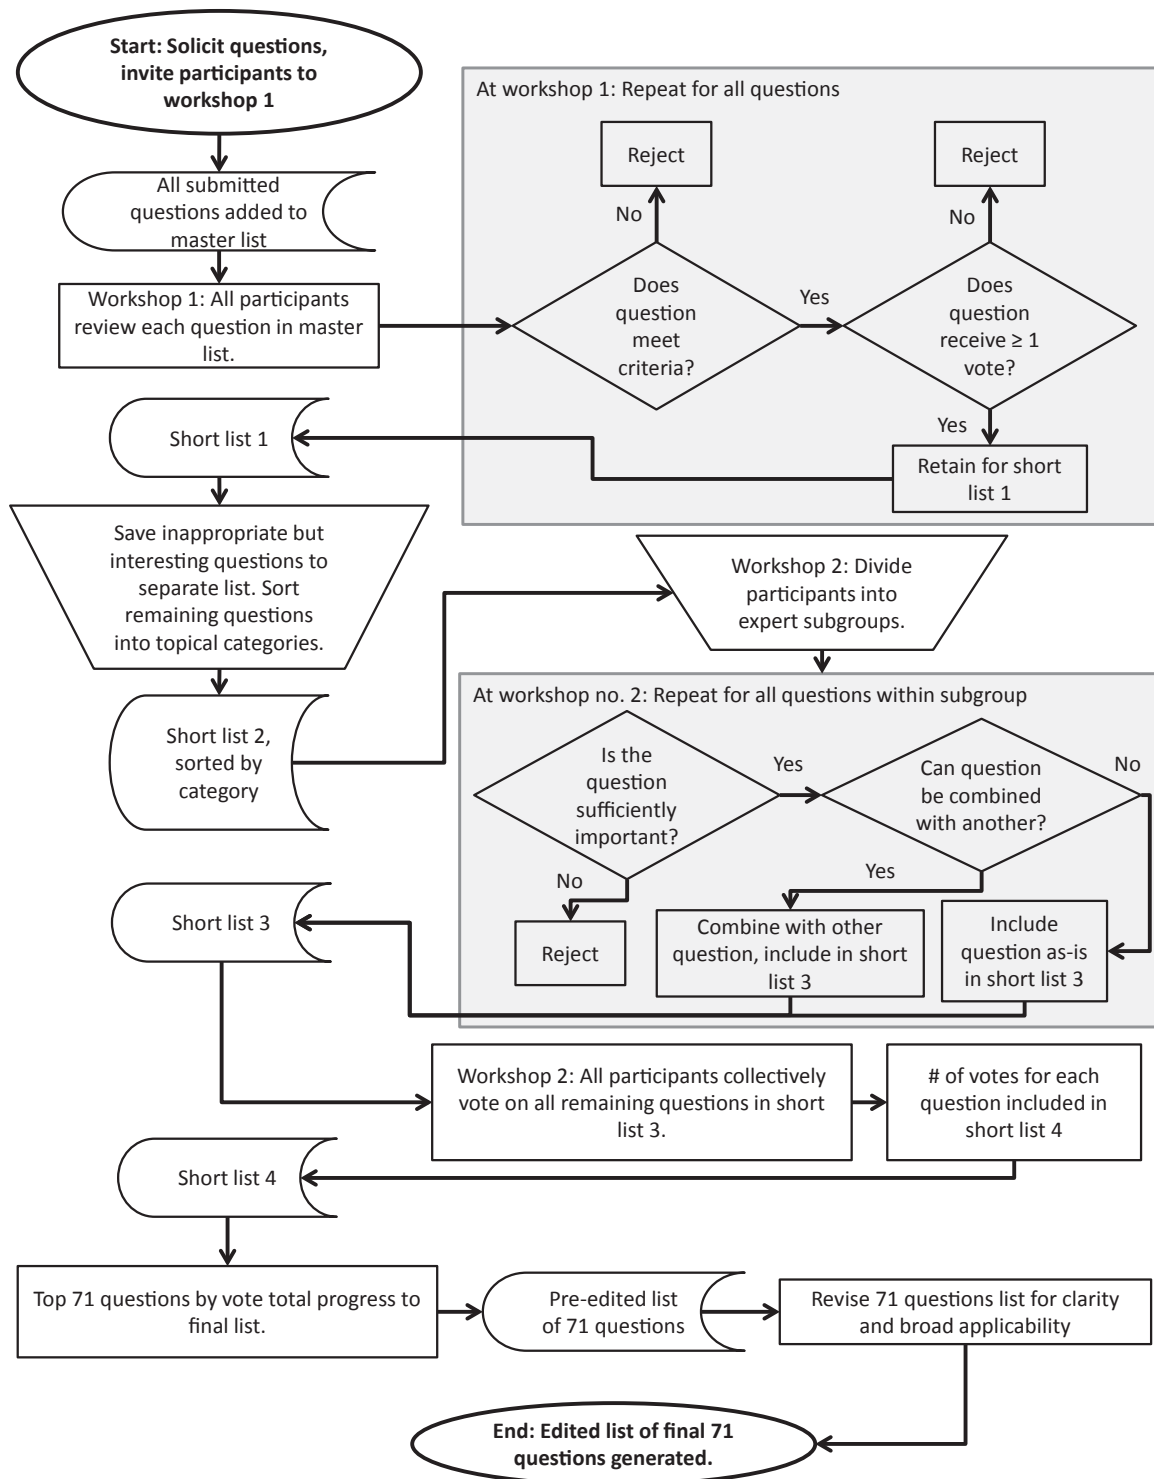 Start: Solicit questions,
invite participants to
workshop 1
All submitted
questions added to
master list
Workshop 1: All participants
review each question in master
list.
At workshop 1: Repeat for all questions
Reject
Reject
No
No
Does
question
meet
criteria?
Yes
Does
question
receive ≥ 1
vote?
Yes
Retain for short
list 1
Short list 1
Save inappropriate but
interesting questions to
separate list. Sort
remaining questions
into topical categories.
Short list 2,
sorted by
category
Workshop 2: Divide
participants into
expert subgroups.
At workshop no. 2: Repeat for all questions within subgroup
Is the
question
sufficiently
important?
Yes
Can question
be combined
with another?
No
No
Yes
Reject
Combine with other
question, include in short
list 3
Include
question as-is
in short list 3
Short list 3
Workshop 2: All participants collectively
vote on all remaining questions in short
list 3.
# of votes for each
question included in
short list 4
Short list 4
Top 71 questions by vote total progress to
final list.
Pre-edited list
of 71 questions
Revise 71 questions list for clarity
and broad applicability
End: Edited list of final 71
questions generated.